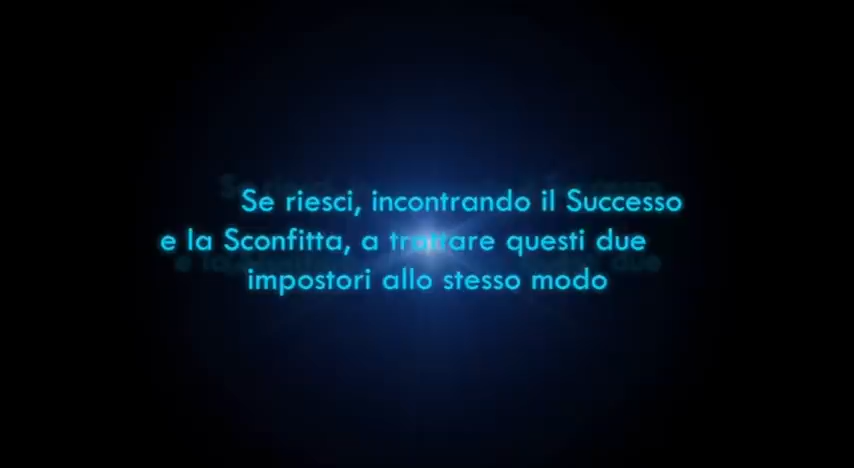 Se riesci, incontrando il Successo
e la Sconfitta, a trattare questi due
impostori allo stesso modo